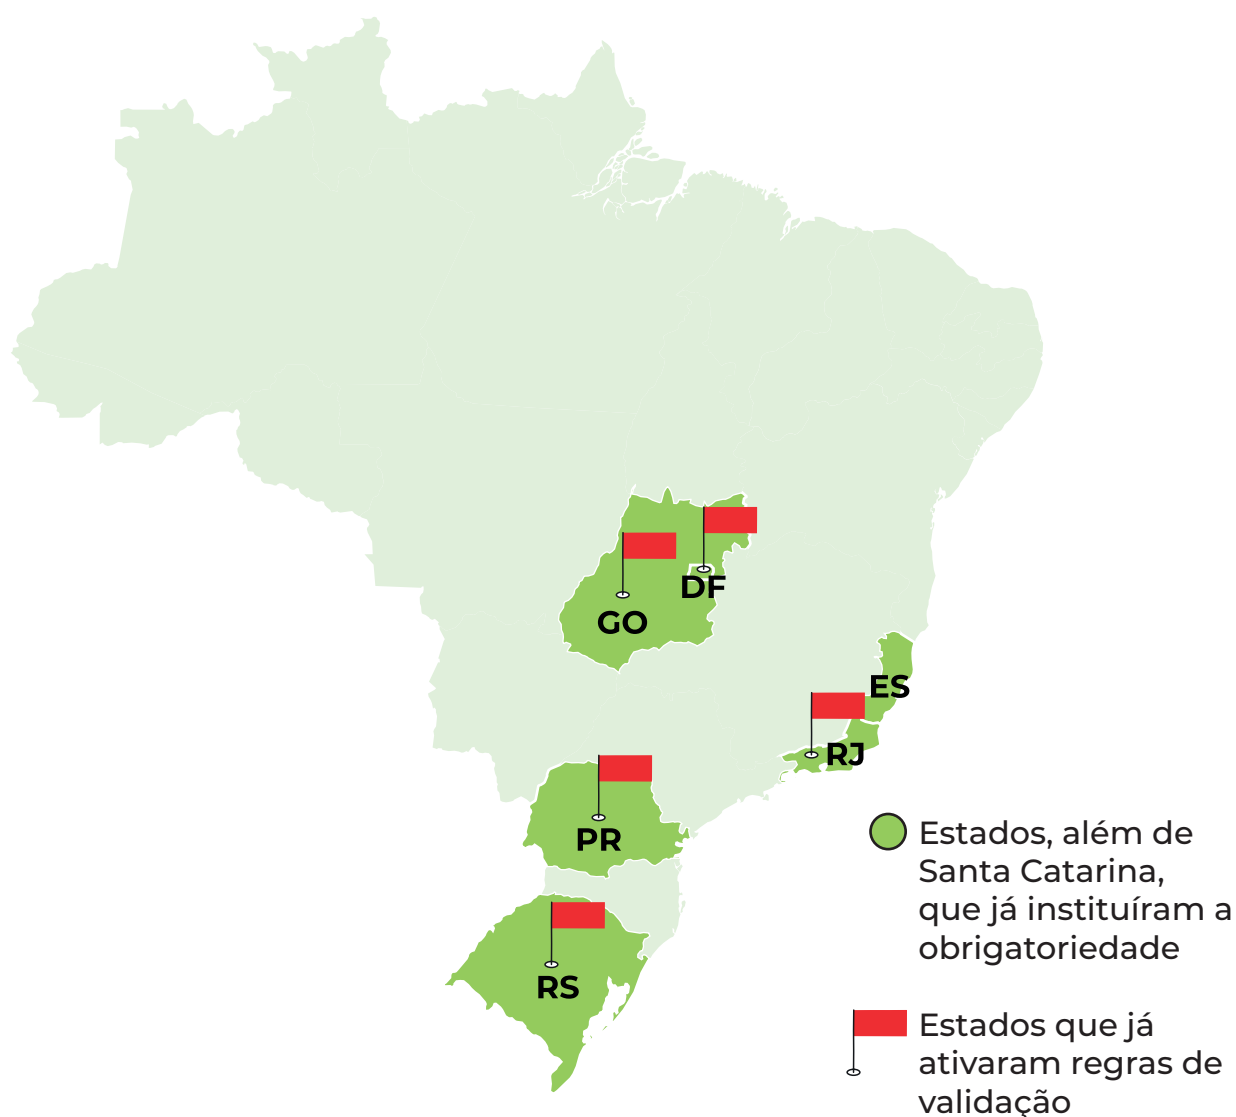 DF
GO
ES
RJ
PR
RS
Estados, além de
Santa Catarina,
que já instituíram a
obrigatoriedade
Estados que já
ativaram regras de
validação